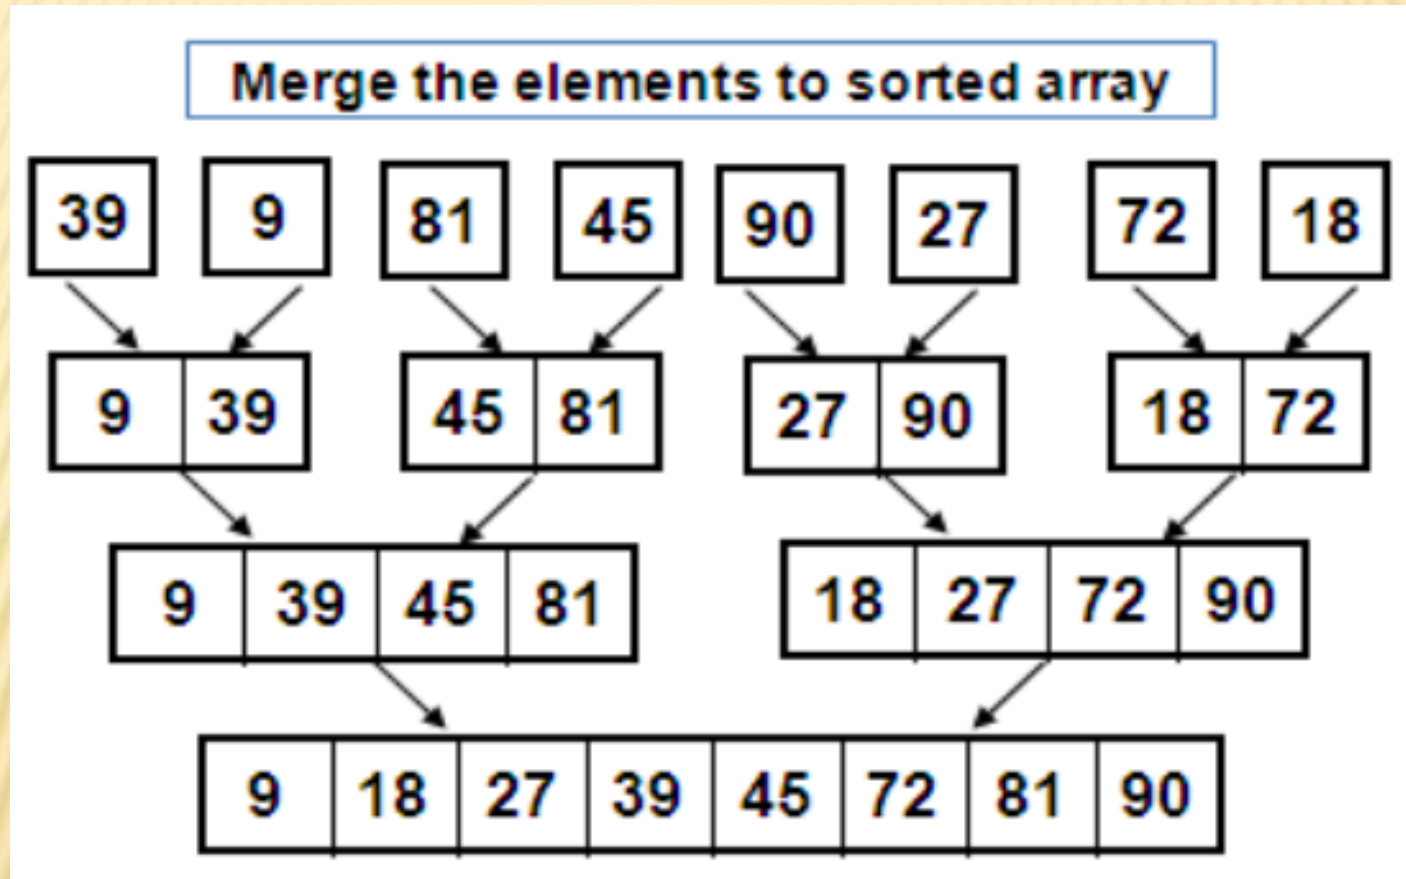 Merge the elements to sorted array
39 9 81 45 90 27 72 18
9 39 45 81 27 90 18 72
9 39 45 81 18 27 72 90
9 18 27 39 45 72 81 90